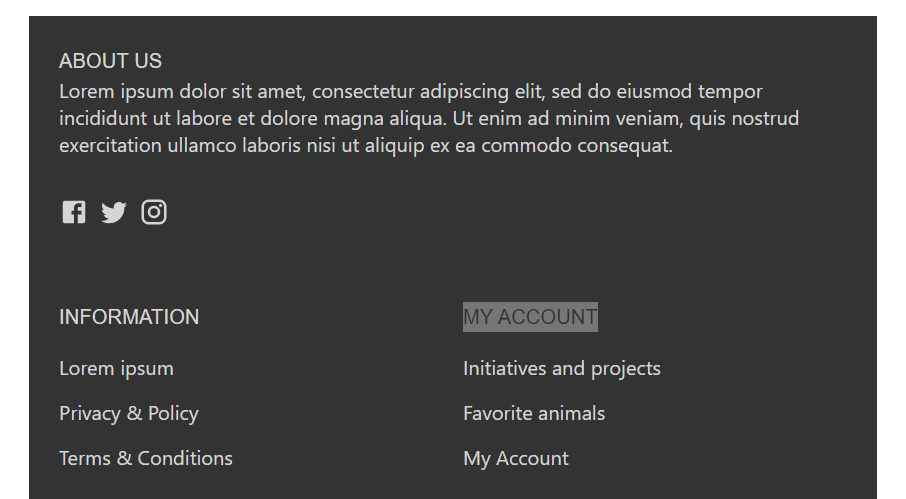 ABOUT US
Lorem ipsum dolor sit amet, consectetur adipiscing elit, sed do eiusmod tempor
incididunt ut labore et dolore magna aliqua. Ut enim ad minim veniam, quis nostrud
exercitation ullamco laboris nisi ut aliquip ex ea commodo consequat.
INFORMATION
Lorem ipsum
Privacy & Policy
Terms & Conditions
MY ACCOUNT
Initiatives and projects
Favorite animals
My Account